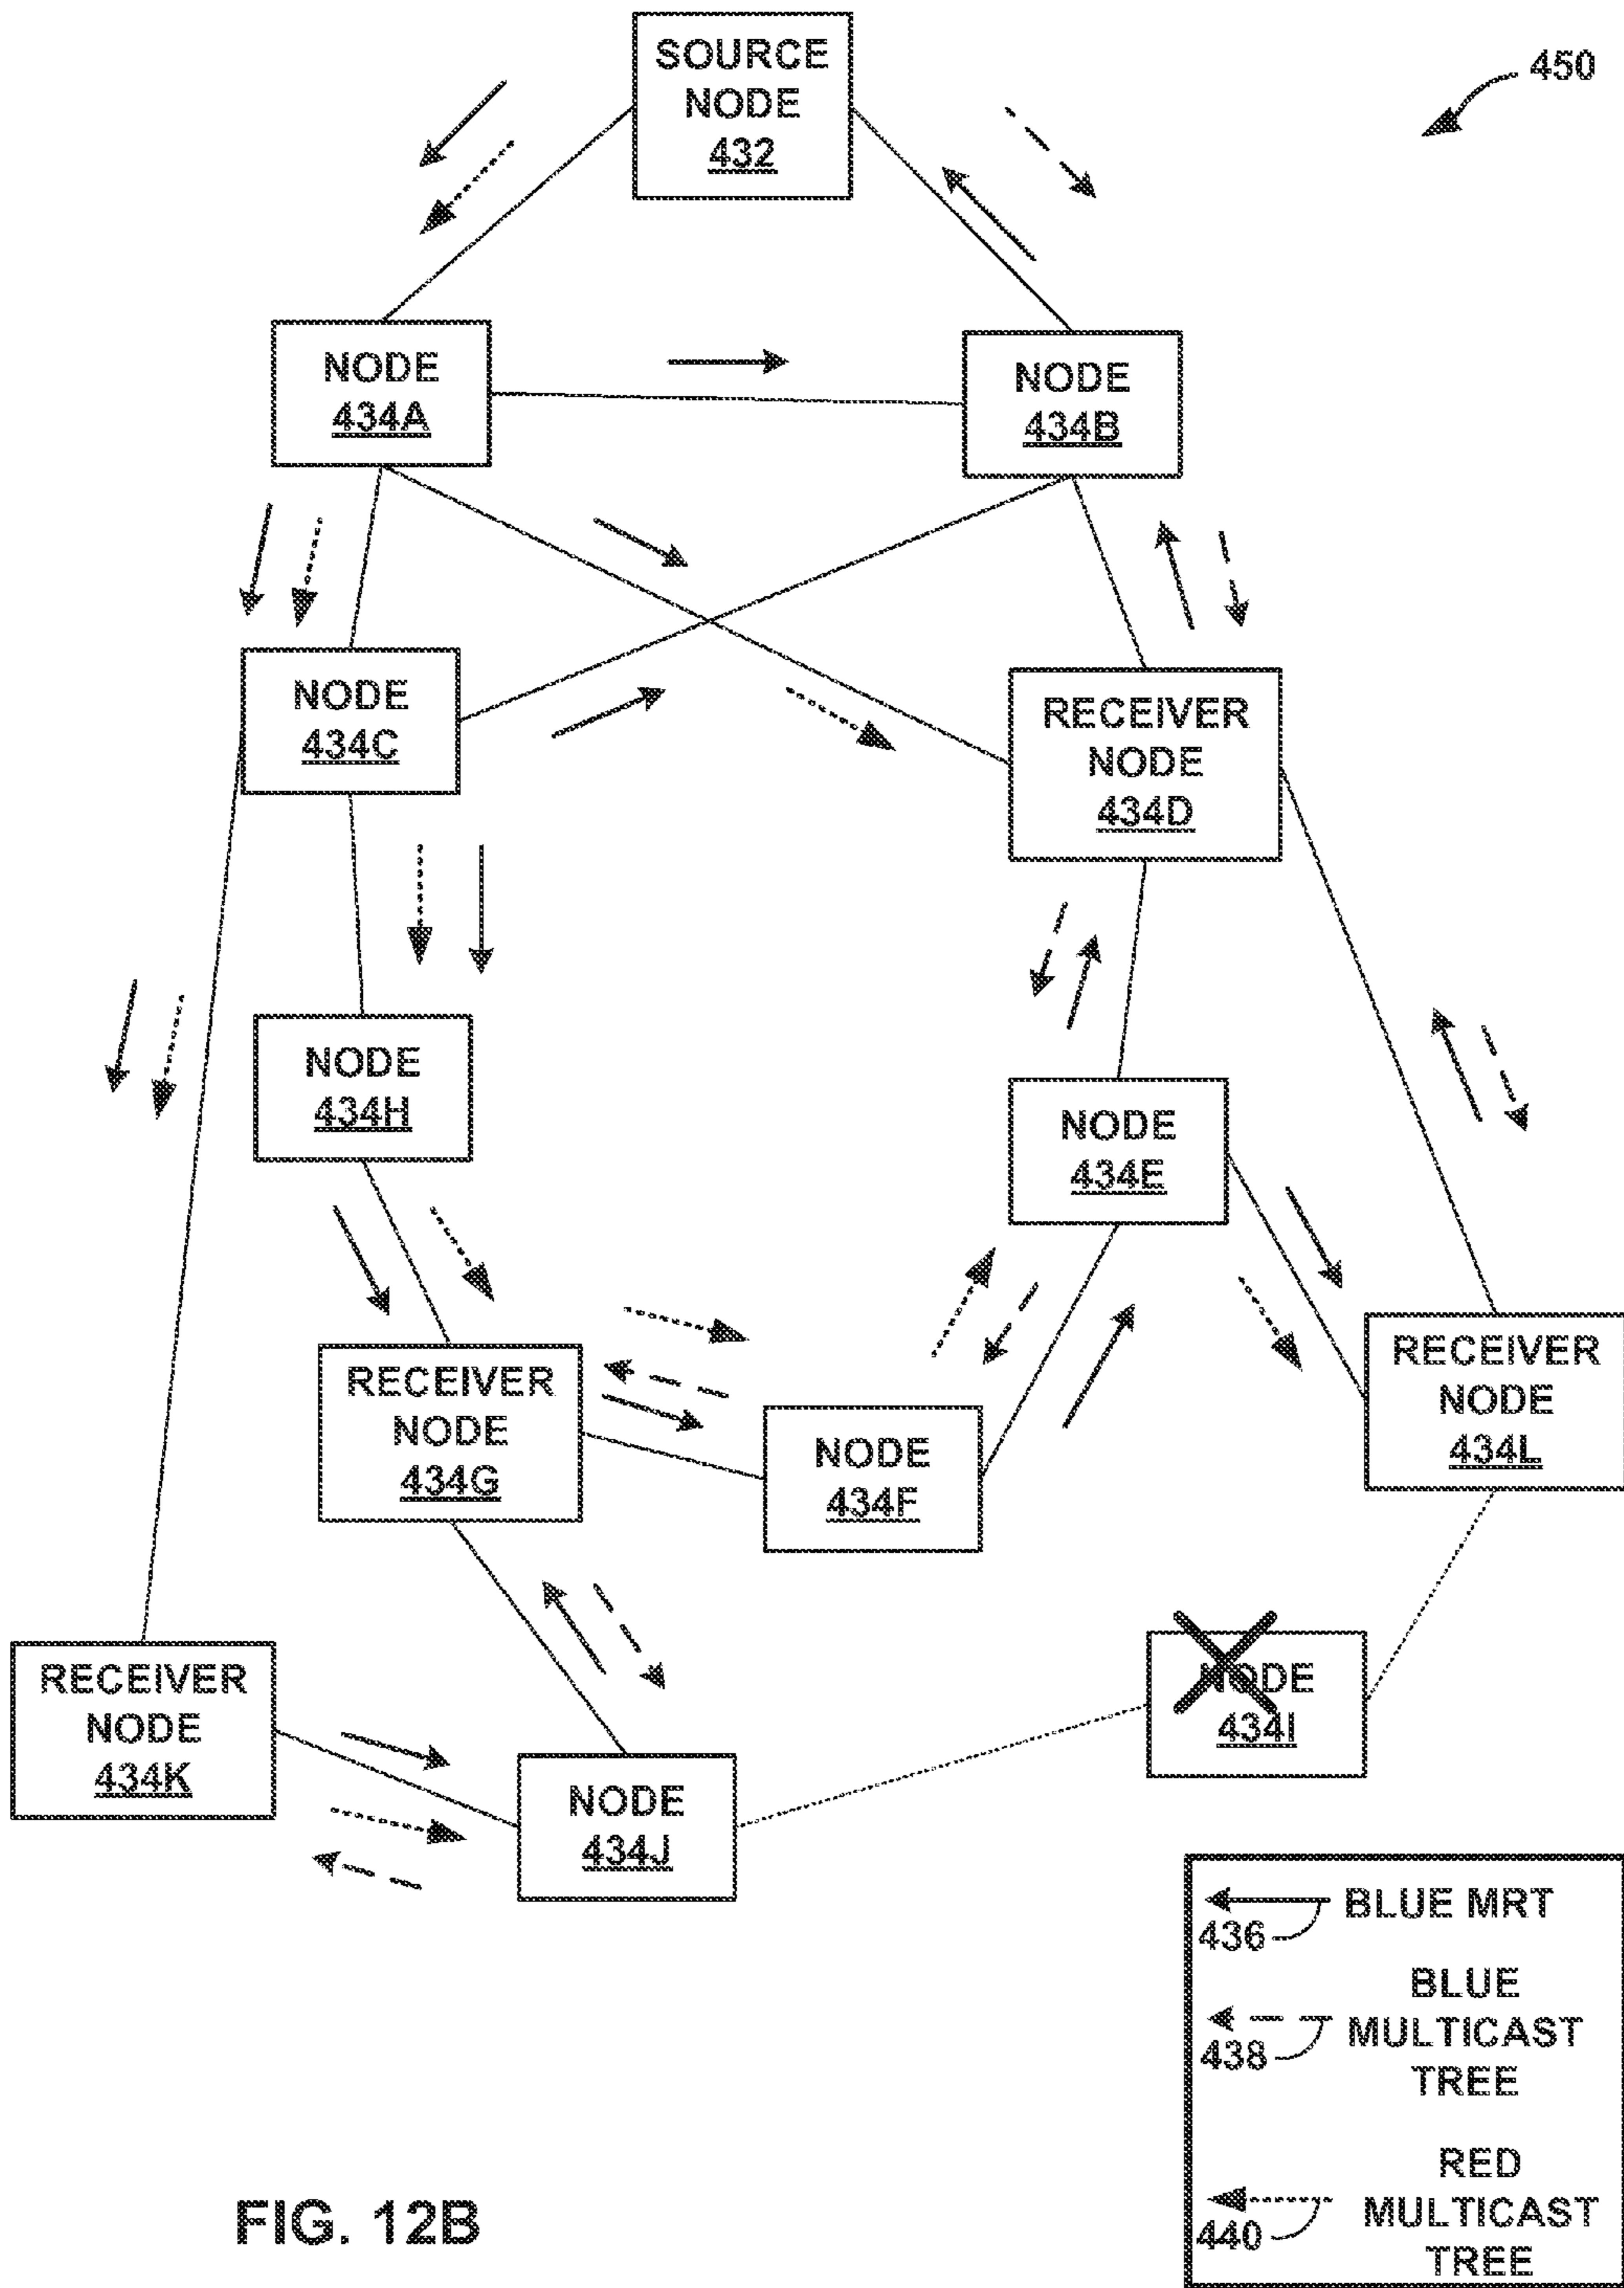 SOURCE
NODE
432
450
NODE
434A
NODE
434B
NODE
434C
RECEIVER
NODE
434D
NODE
434H
NODE
434E
RECEIVER
NODE
434G
NODE
434F
RECEIVER
NODE
434L
RECEIVER
NODE
434K
NODE
434J
NODE
434I
436
BLUE MRT
438
BLUE
MULTICAST
TREE
440
RED
MULTICAST
TREE
FIG. 12B